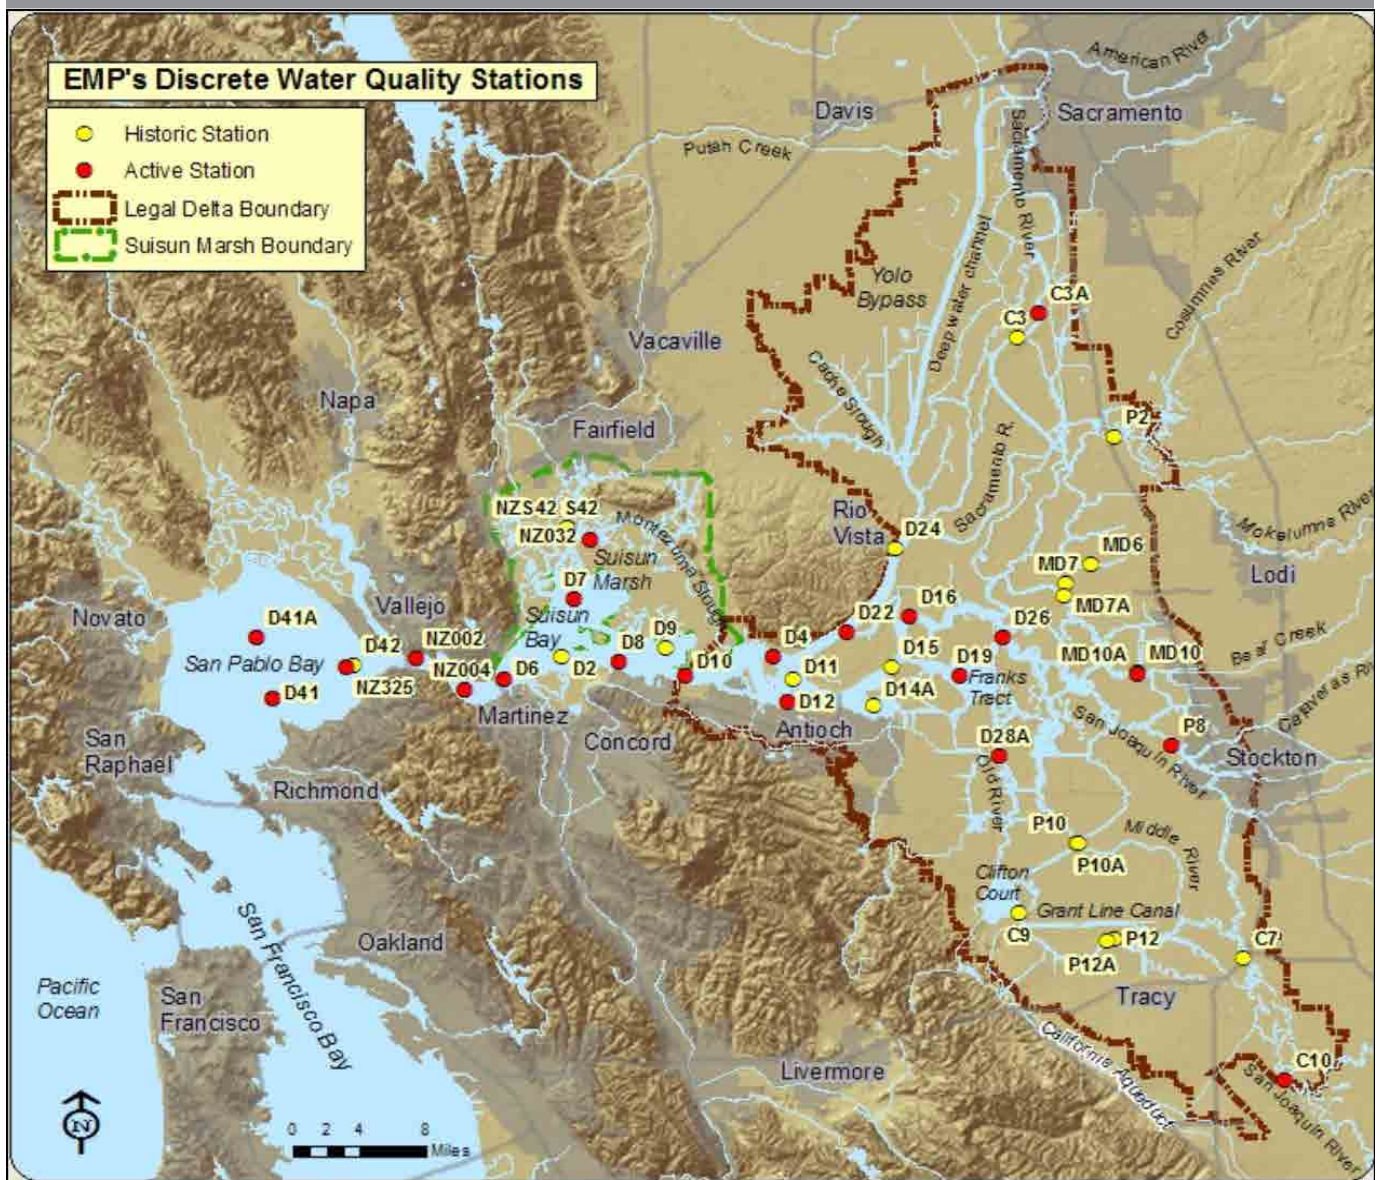 EMP's Discrete Water Quality Stations
Historic Station
Active Station
Legal Delta Boundary
Suisun Marsh Boundary
American River
Davis
Sacramento
Putah Creek
Sacramento River
Deepwater channel
Yolo
Bypass
Cosumnes River
C3A
C3
Vacaville
Cache Slough
Napa
Fairfield
P2
Sacramento R.
NZS42
S42
NZ032
Montezuma Slough
Rio
Vista
D24
Mokelumne River
Suisun
Marsh
MD6
MD7
Lodi
D7
MD7A
Vallejo
Novato
D41A
Suisun
Bay
D22
D16
D26
D42
NZ002
D8
D9
D4
D15
Bear Creek
San Pablo Bay
NZ004
D6
D2
D10
D11
D19
MD10A
MD10
NZ325
D41
D14A
Franks
Tract
D12
Calaveras Ri
Martinez
Antioch
San
Raphael
Concord
D28A
San Joaquin River
P8
Stockton
Richmond
Old River
P10
Middle River
P10A
Clifton
Court
Grant Line Canal
San Francisco Bay
Oakland
C9
P12
C7
P12A
Pacific
Ocean
San
Francisco
Tracy
California Aqueduct
Livermore
C10
San Joaquin River
N
0 2 4 8
Miles